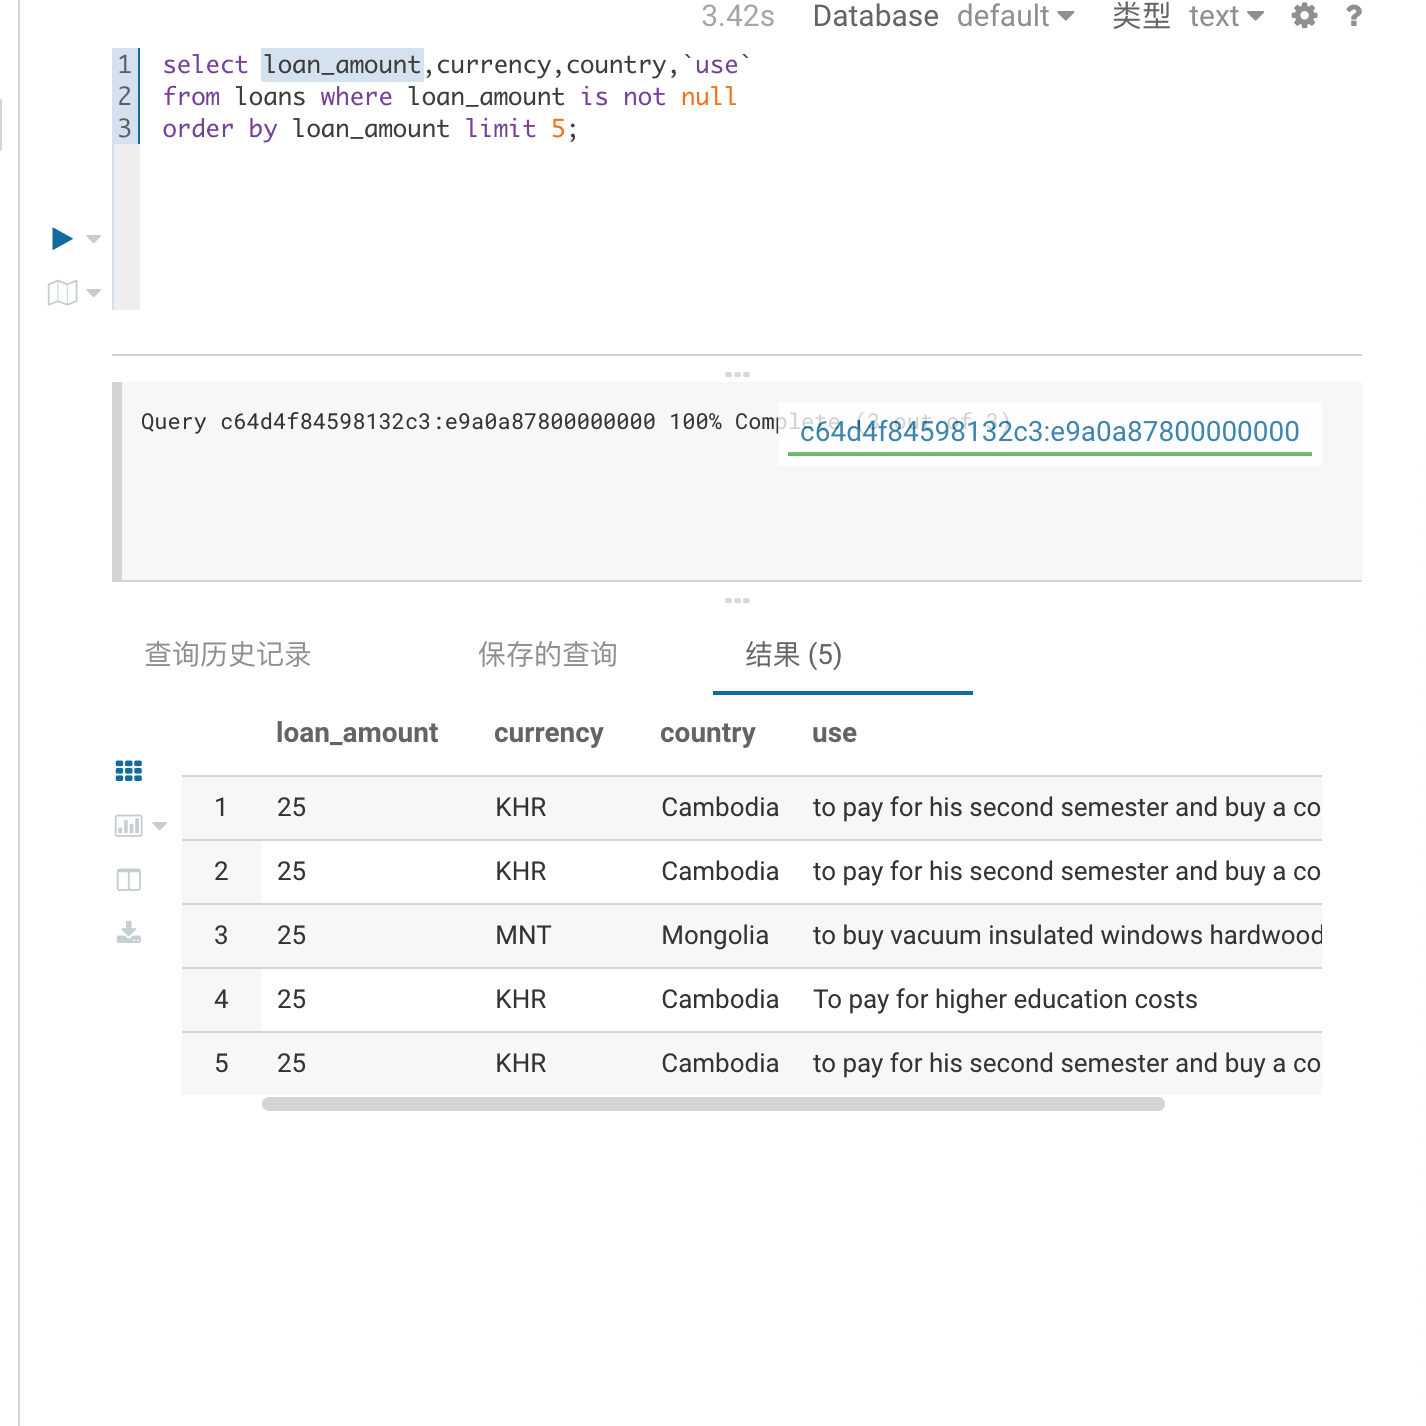 3.42s Database default 类型 text ?
1 select loan_amount,currency,country,`use`
2 from loans where loan_amount is not null
3 order by loan_amount limit 5;
Query c64d4f84598132c3:e9a0a87800000000 100% Complete (3 out of 3)
c64d4f84598132c3:e9a0a87800000000
查询历史记录 保存的查询 结果 (5)
loan_amount currency country use
1 25 KHR Cambodia to pay for his second semester and buy a co
2 25 KHR Cambodia to pay for his second semester and buy a co
3 25 MNT Mongolia to buy vacuum insulated windows hardwood
4 25 KHR Cambodia To pay for higher education costs
5 25 KHR Cambodia to pay for his second semester and buy a co